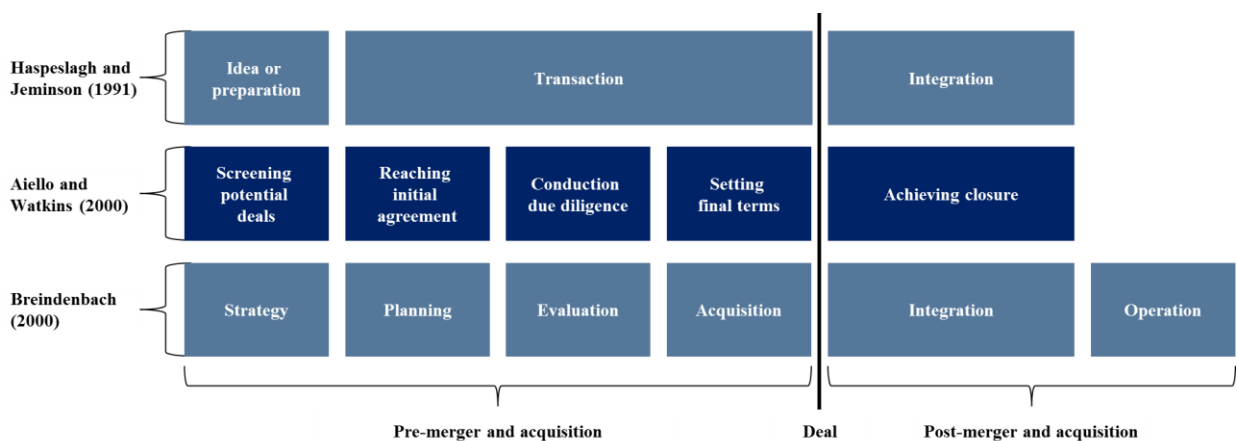 Haspeslagh and
Jeminson (1991)
Idea or
preparation
Transaction
Integration
Aiello and
Watkins (2000)
Screening
potential
deals
Reaching
initial
agreement
Conduction
due diligence
Setting
final terms
Achieving closure
Breindenbach
(2000)
Strategy
Planning
Evaluation
Acquisition
Integration
Operation
Pre-merger and acquisition
Deal
Post-merger and acquisition